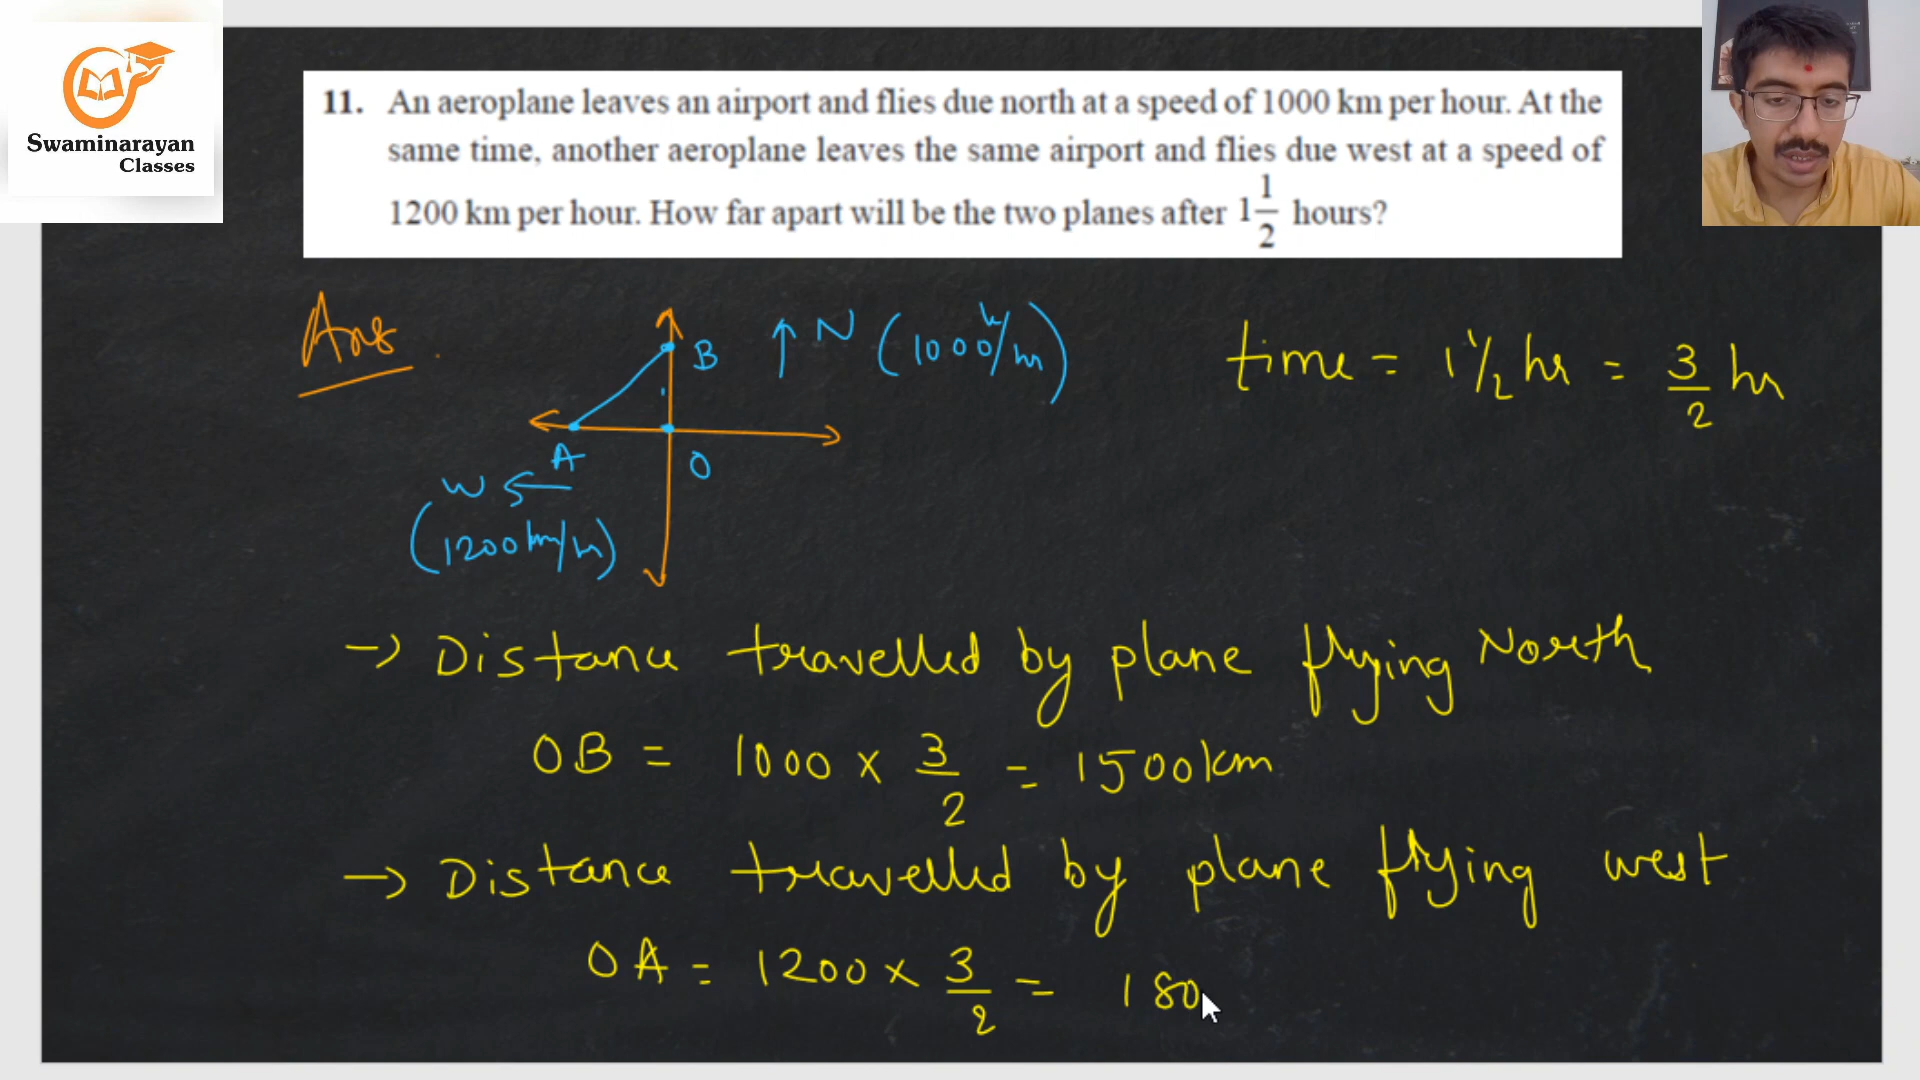 Swaminarayan
Classes
11. An aeroplane leaves an airport and flies due north at a speed of 1000 km per hour. At the
same time, another aeroplane leaves the same airport and flies due west at a speed of
1200 km per hour. How far apart will be the two planes after 1 1/2 hours?
Ans.
B ↑ N (1000 k/hr)
time = 1 1/2 hr = 3/2 hr
A O
W ←
(1200 km/hr)
→ Distance travelled by plane flying North
OB = 1000 × 3/2 = 1500 km
→ Distance travelled by plane flying west
OA = 1200 × 3/2 = 180